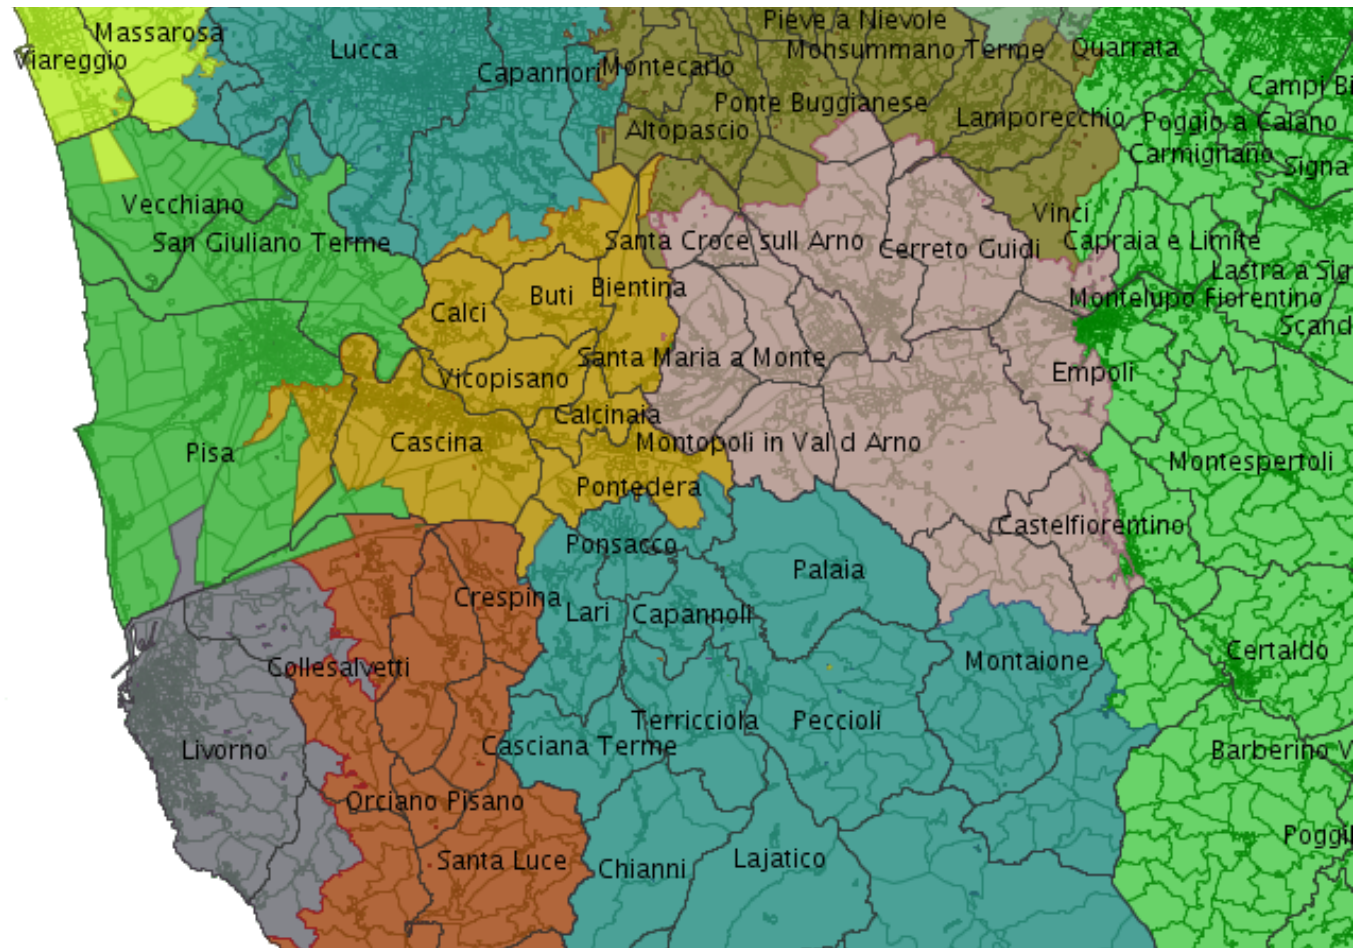 Pieve a Nievole
Massarosa
Viareggio
Lucca
Monsummano Terme
Quarrata
Capannori
Montecarlo
Campi Bi
Ponte Buggianese
Lamporecchio
Poggio a Caiano
Altopascio
Carmignano
Signa
Vecchiano
Vinci
San Giuliano Terme
Santa Croce sull Arno
Cerreto Guidi
Capraia e Limite
Lastra a Sig
Calci
Buti
Bientina
Montelupo Fiorentino
Scand
Santa Maria a Monte
Vicopisano
Empoli
Calcinaia
Pisa
Cascina
Montopoli in Val d Arno
Montespertoli
Pontedera
Castelfiorentino
Ponsacco
Palaia
Crespina
Lari
Capannoli
Collesalvetti
Montaione
Certaldo
Livorno
Casciana Terme
Terricciola
Peccioli
Barberino V
Orciano Pisano
Poggil
Santa Luce
Chianni
Lajatico